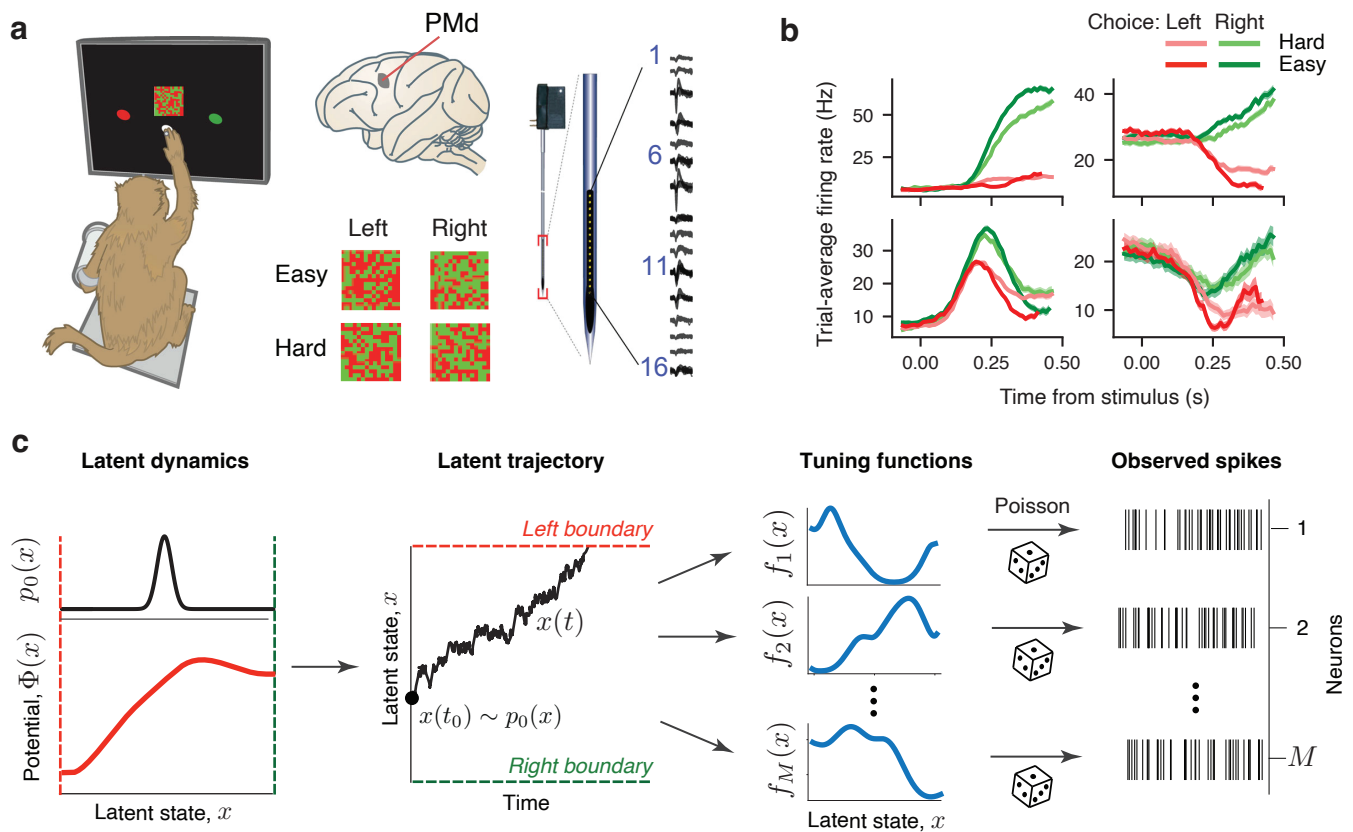 a
PMd
1
6
11
16
Left Right
Easy
Hard
b
Choice: Left Right
Hard
Easy
Trial-average firing rate (Hz)
50
25
40
20
30
20
10
20
10
0.00 0.25 0.50
0.00 0.25 0.50
Time from stimulus (s)
c
Latent dynamics
p₀(x)
Potential, Φ(x)
Latent state, x
Latent trajectory
Left boundary
Latent state, x
x(t)
x(t₀) ∼ p₀(x)
Right boundary
Time
Tuning functions
f₁(x)
f₂(x)
f_M(x)
Latent state, x
Poisson
Observed spikes
1
2
M
Neurons